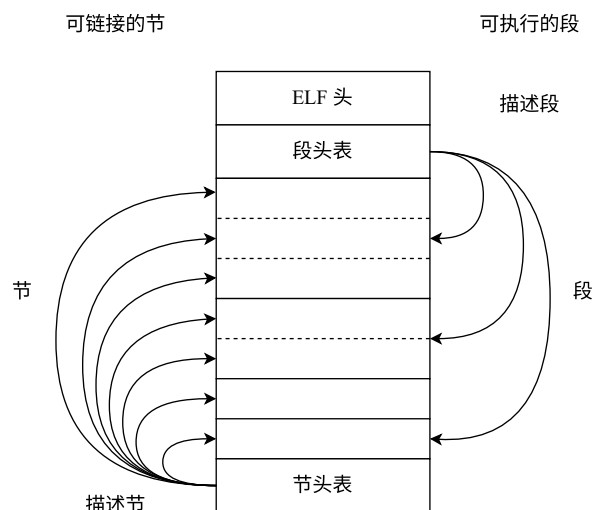 可链接的节
可执行的段
ELF 头
描述段
段头表
节
段
节头表
描述节